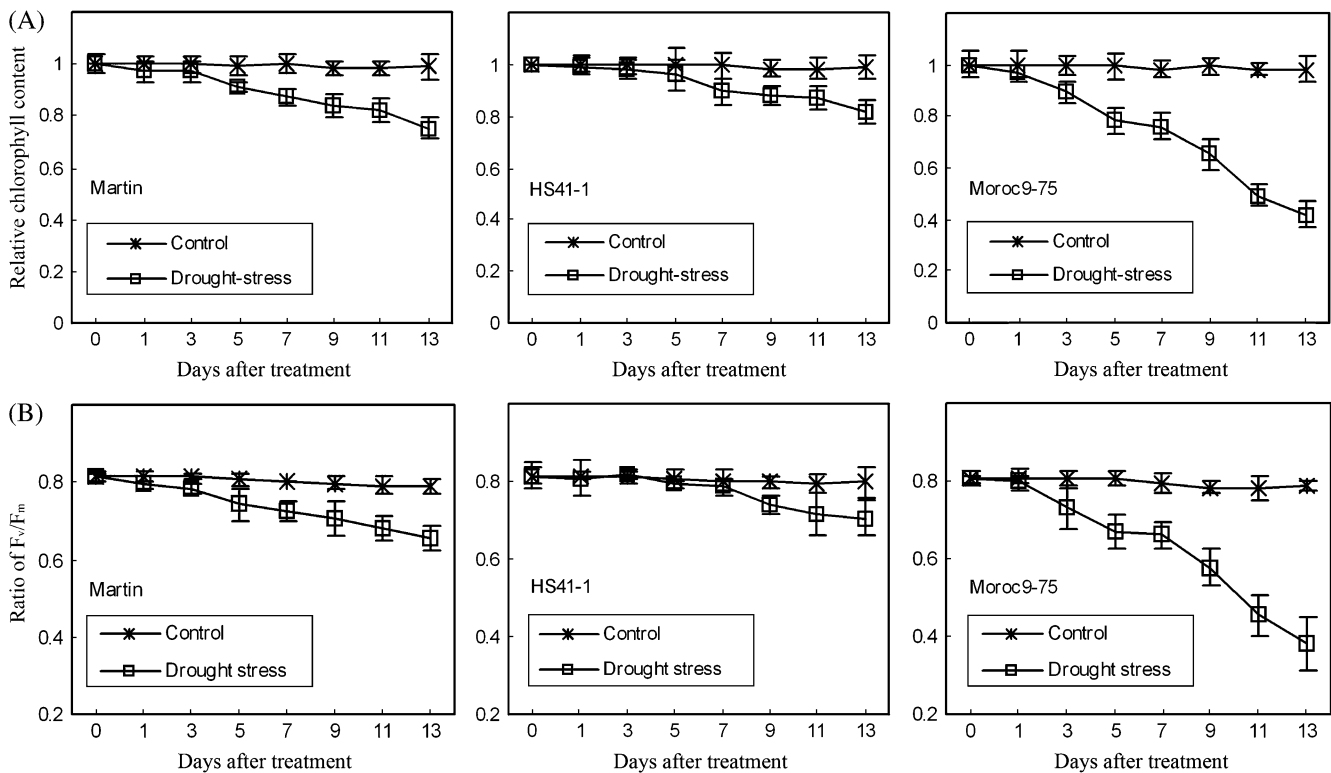 (A)
Relative chlorophyll content
1
0.8
0.6
0.4
0.2
0
Martin
Control
Drought-stress
0 1 3 5 7 9 11 13
Days after treatment
1
0.8
0.6
0.4
0.2
0
HS41-1
Control
Drought-stress
0 1 3 5 7 9 11 13
Days after treatment
1
0.8
0.6
0.4
0.2
0
Moroc9-75
Control
Drought-stress
0 1 3 5 7 9 11 13
Days after treatment
(B)
Ratio of Fv/Fm
0.8
0.6
0.4
0.2
Martin
Control
Drought stress
0 1 3 5 7 9 11 13
Days after treatment
0.8
0.6
0.4
0.2
HS41-1
Control
Drought stress
0 1 3 5 7 9 11 13
Days after treatment
0.8
0.6
0.4
0.2
Moroc9-75
Control
Drought stress
0 1 3 5 7 9 11 13
Days after treatment